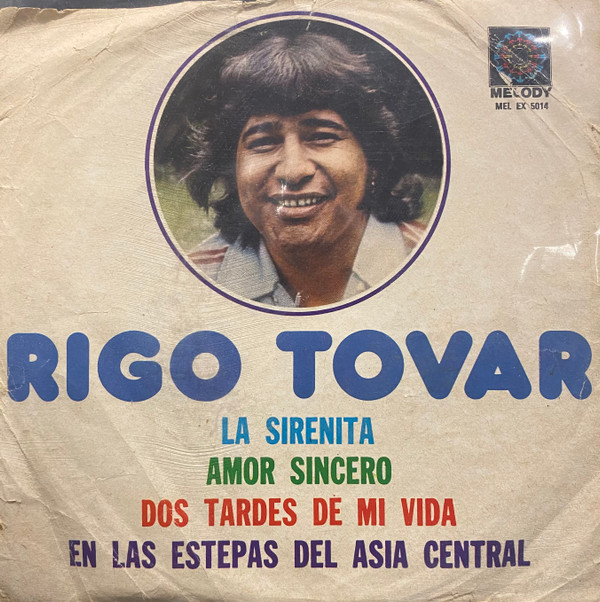 MELODY
MEL EX 5014
RIGO TOVAR
LA SIRENITA
AMOR SINCERO
DOS TARDES DE MI VIDA
EN LAS ESTEPAS DEL ASIA CENTRAL